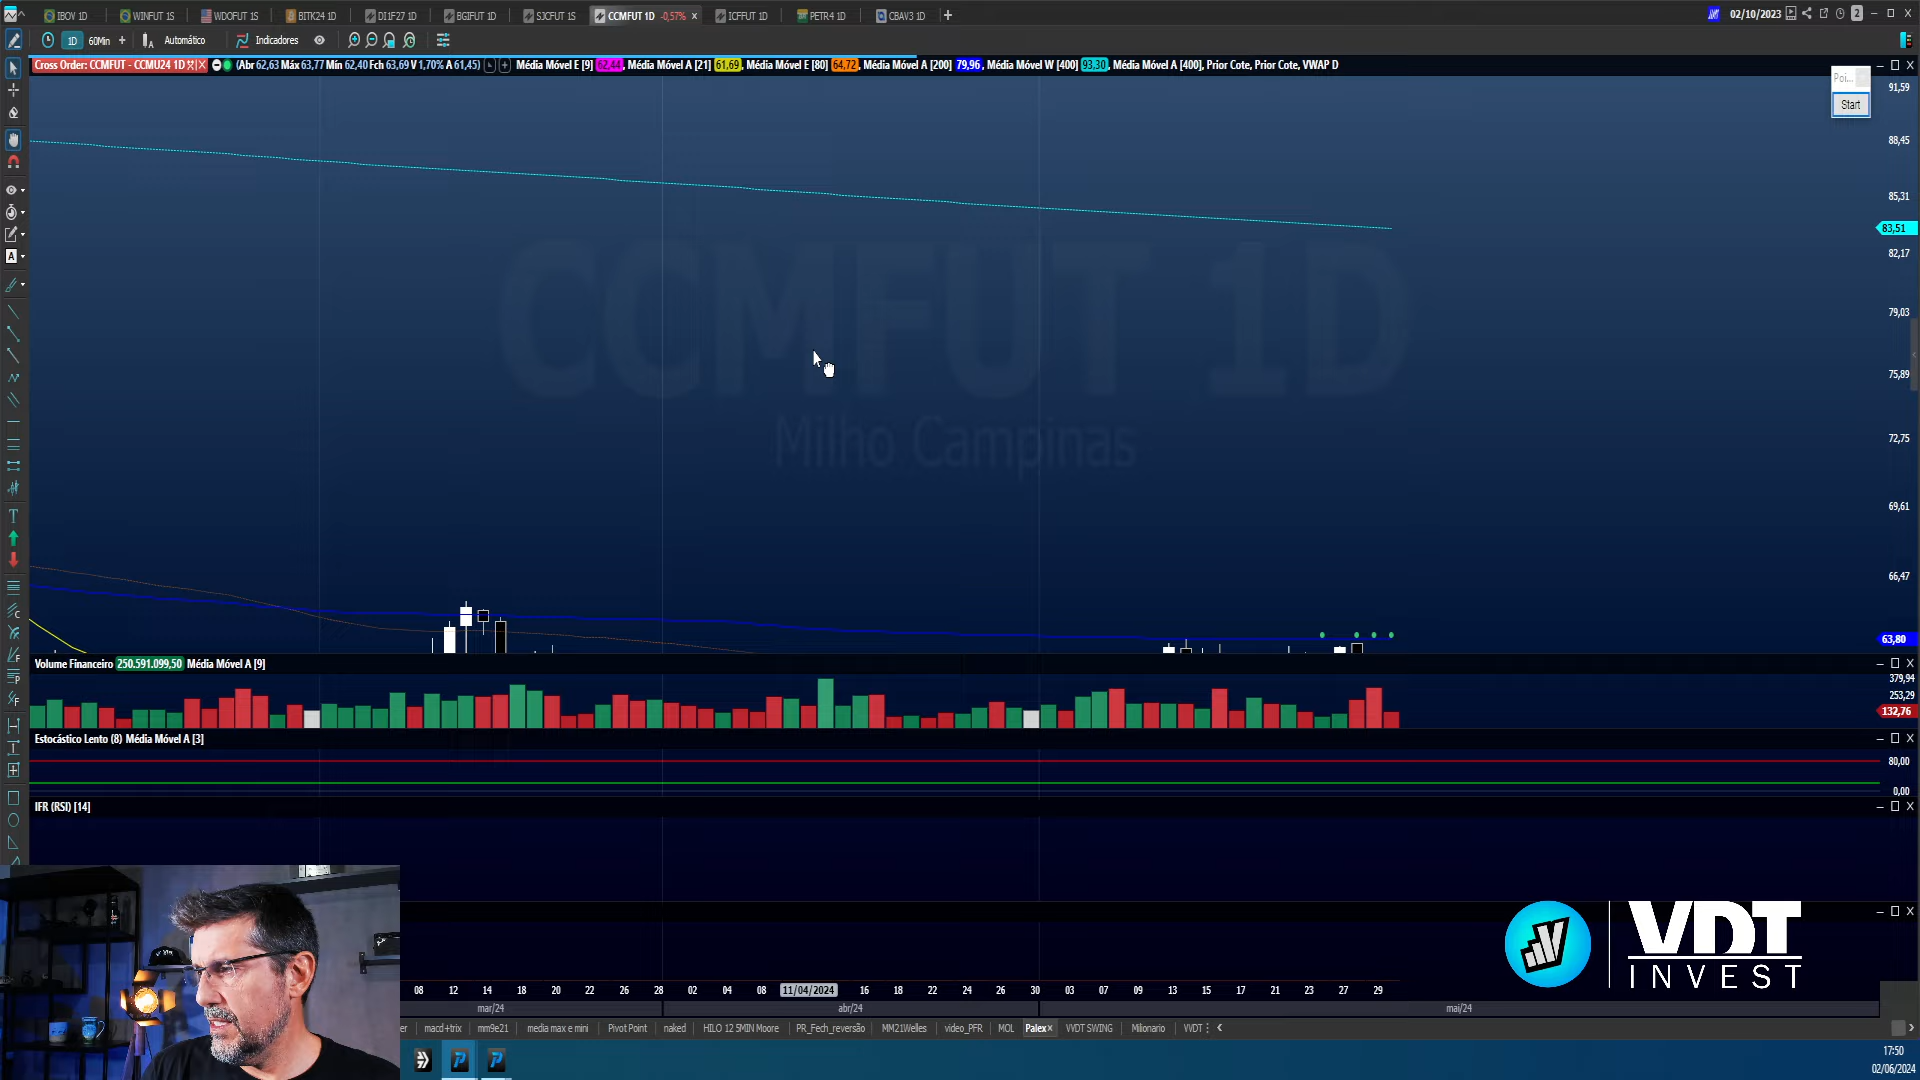 IBOV 1D
WINFUT 1S
WDOFUT 1S
BITK24 1D
DI1F27 1D
BGIFUT 1D
SJCFUT 1S
CCMFUT 1D -0,57% x
ICFFUT 1D
PETR4 1D
CBAV3 1D
+
02/10/2023
2
1D
60Min
+
Automático
Indicadores
Cross Order: CCMFUT - CCMU24 1D
(Abr 62,63 Máx 63,77 Mín 62,40 Fch 63,69 V 1,70% A 61,45)
Média Móvel E [9] 62,44, Média Móvel A [21] 61,69, Média Móvel E [80] 64,72, Média Móvel A [200] 79,96, Média Móvel W [400] 93,30, Média Móvel A [400], Prior Cote, Prior Cote, VWAP D
Poi...
Start
91,59
88,45
85,31
83,51
82,17
79,03
75,89
72,75
69,61
66,47
63,80
CCMFUT 1D
Milho Campinas
Volume Financeiro 250.591.099,50 Média Móvel A [9]
379,94
253,29
132,76
Estocástico Lento (8) Média Móvel A [3]
80,00
0,00
IFR (RSI) [14]
VDT
INVEST
08 12 14 18 20 22 26 28 02 04 08 11/04/2024 16 18 22 24 26 30 03 07 09 13 15 17 21 23 27 29
mar/24 abr/24 mai/24
er macd+trix mm9e21 media max e mini Pivot Point naked HILO 12 5MIN Moore PR_Fech_reversão MM21Welles video_PFR MOL Palex x VVDT SWING Milionario VVDT
17:50
02/06/2024